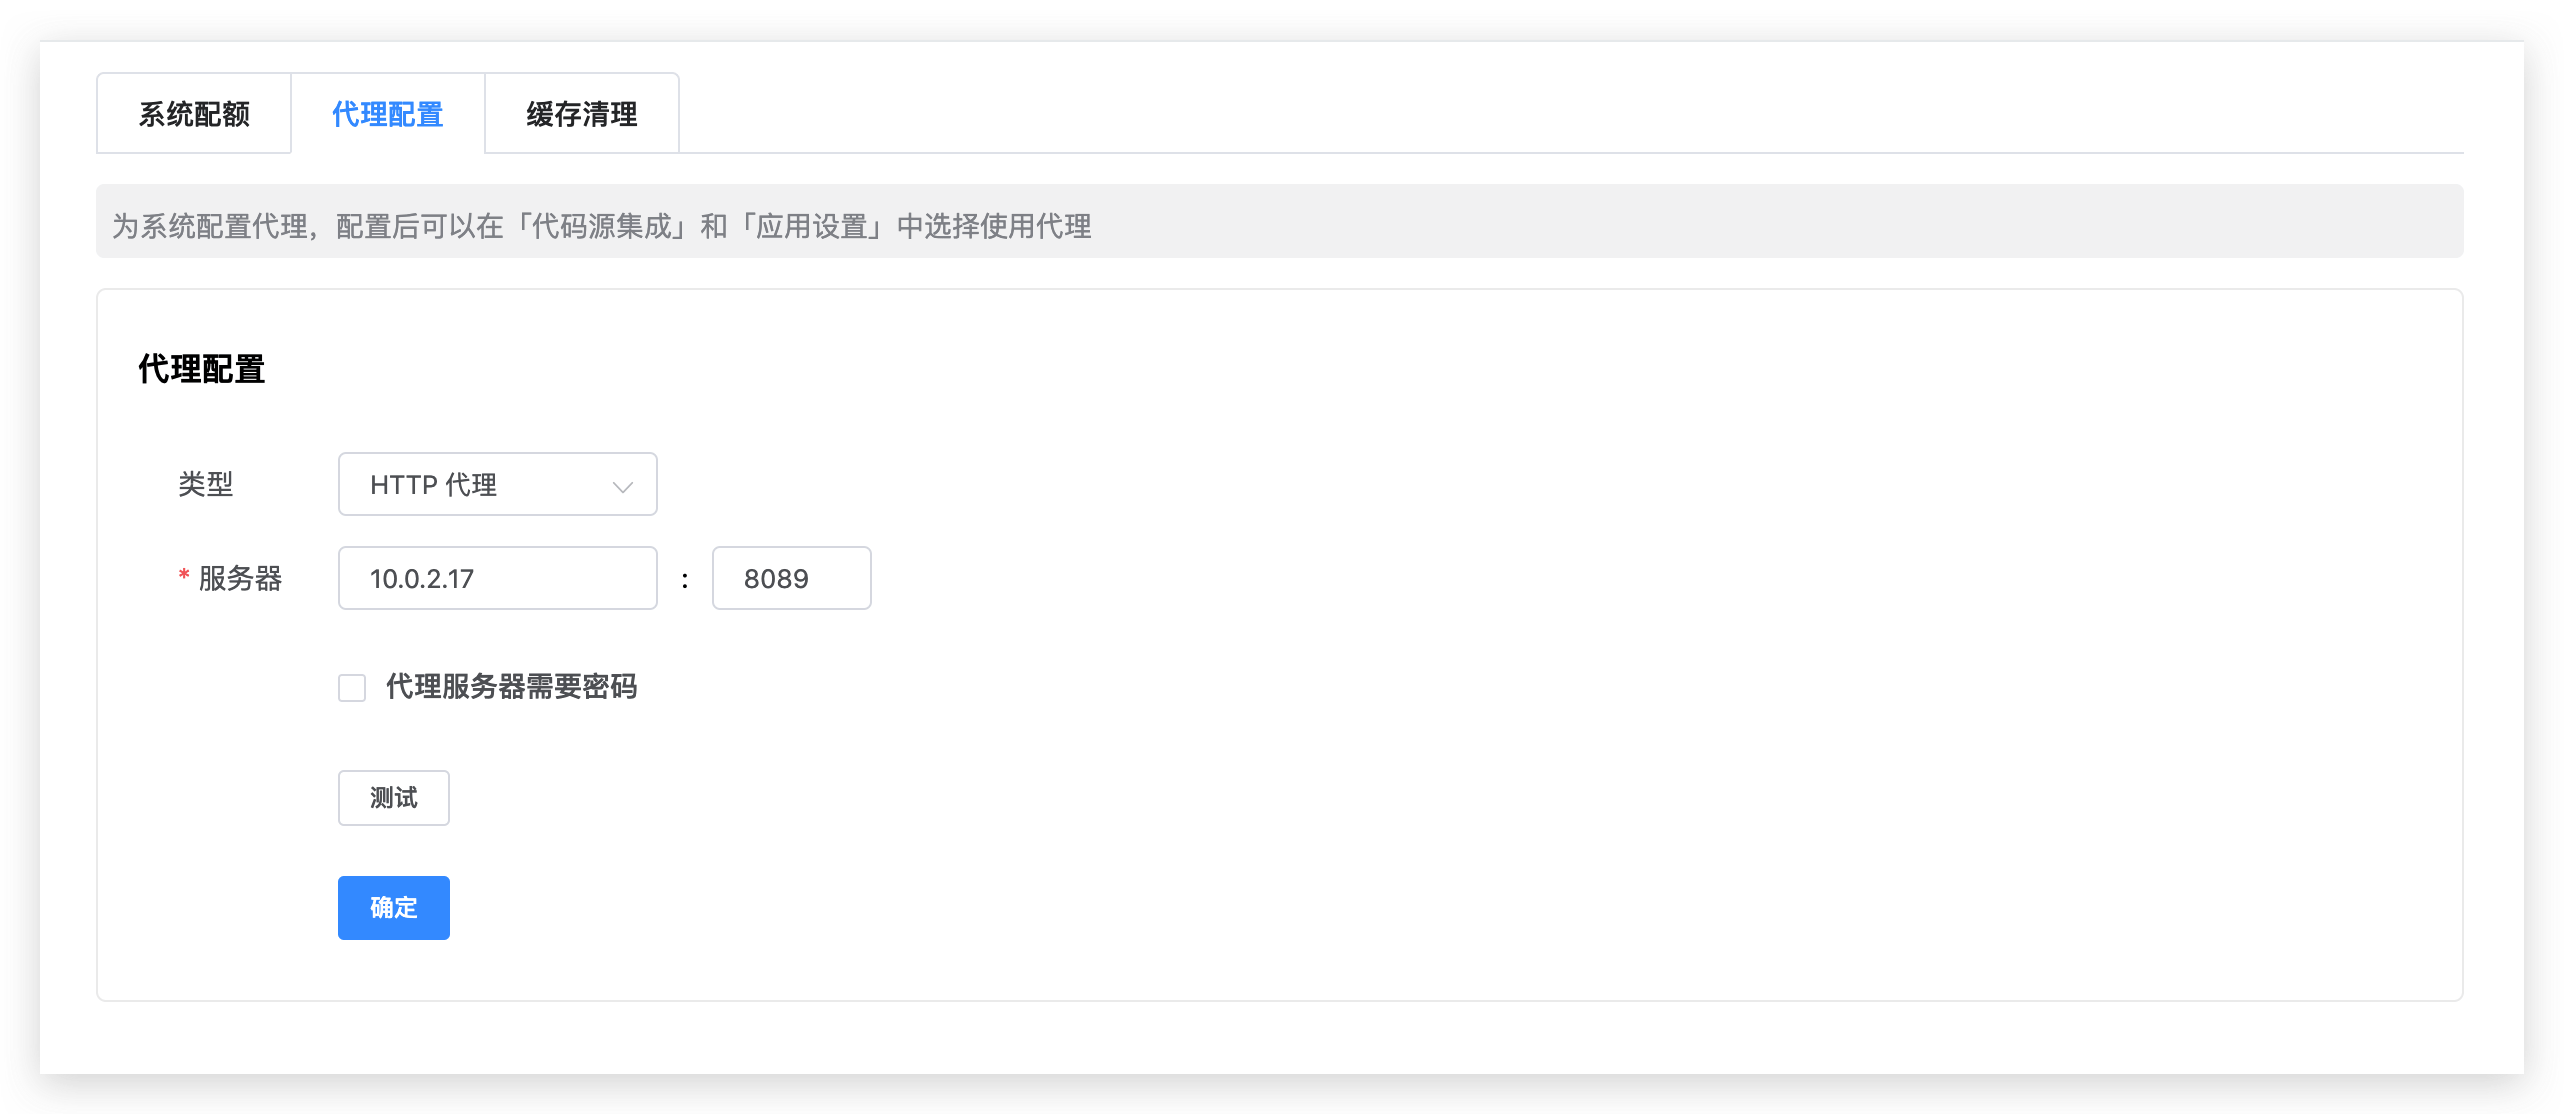 系统配额 代理配置 缓存清理
为系统配置代理，配置后可以在「代码源集成」和「应用设置」中选择使用代理
代理配置
类型 HTTP 代理
* 服务器 10.0.2.17 : 8089
代理服务器需要密码
测试
确定